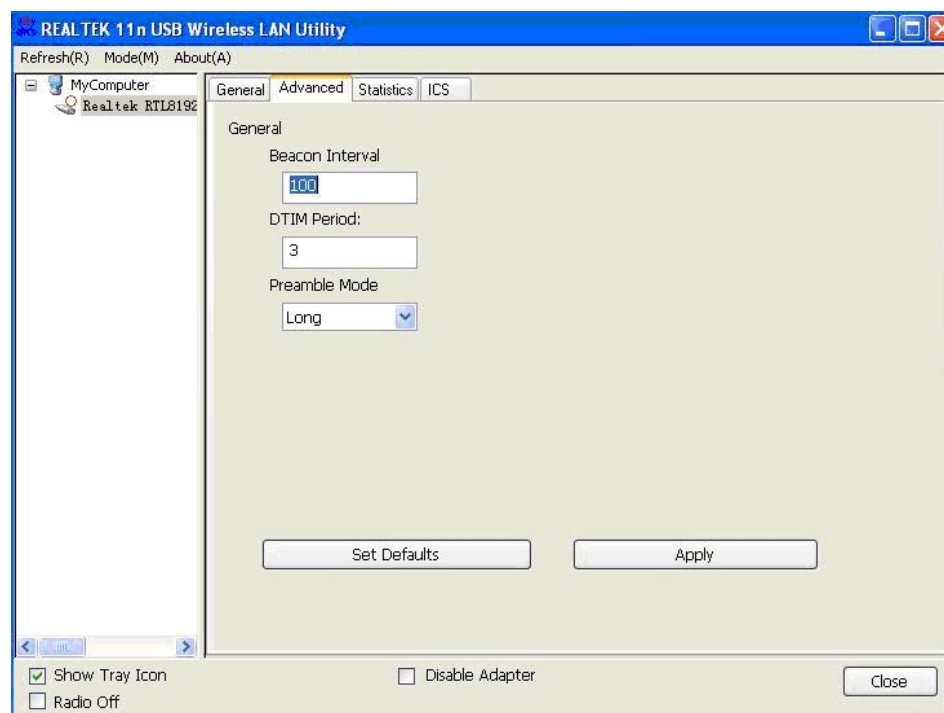 REALTEK 11n USB Wireless LAN Utility
Refresh(R) Mode(M) About(A)
MyComputer
Realtek RTL8192
General Advanced Statistics ICS
General
Beacon Interval
100
DTIM Period:
3
Preamble Mode
Long
Set Defaults Apply
Show Tray Icon Disable Adapter
Radio Off
Close